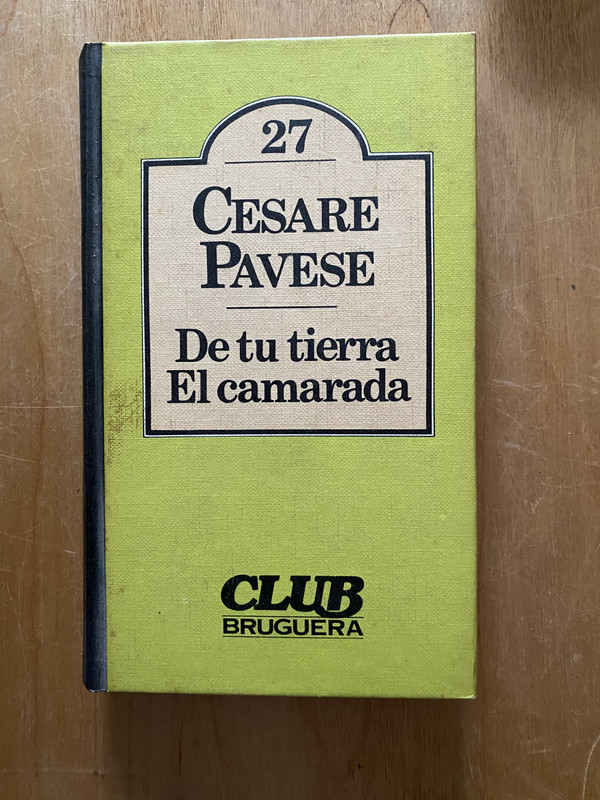 27
CESARE
PAVESE
De tu tierra
El camarada
CLUB
BRUGUERA